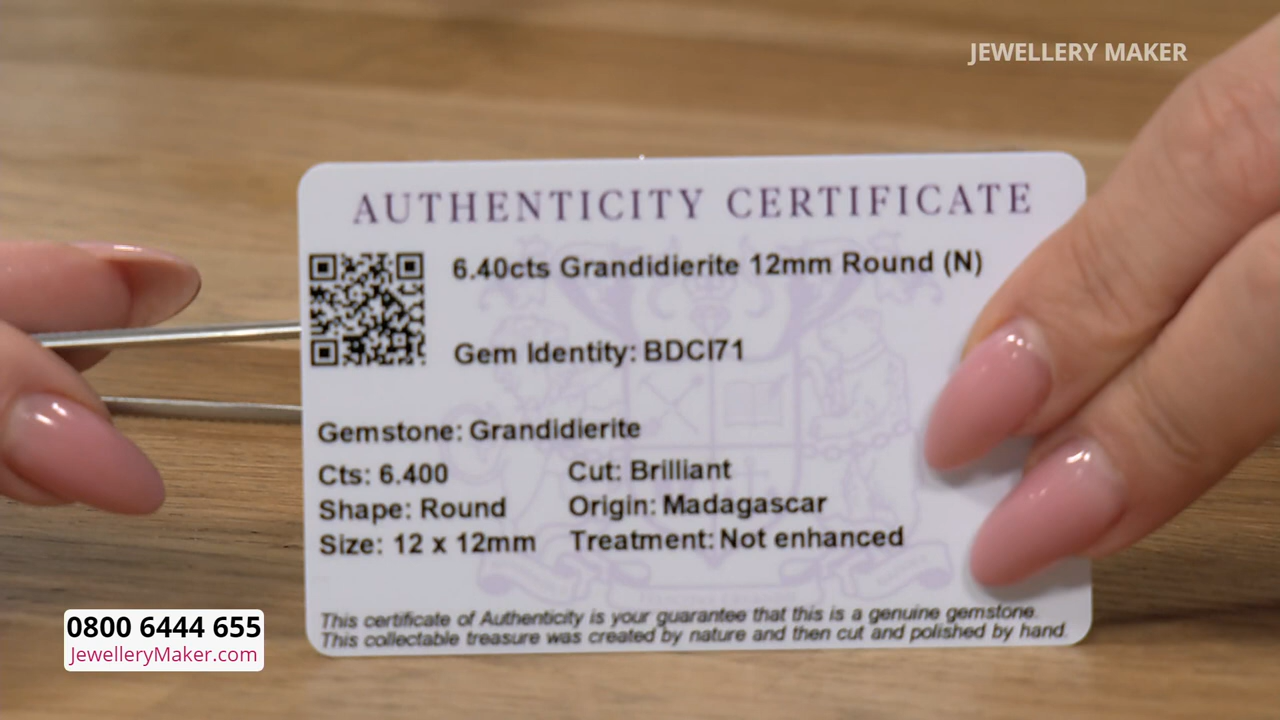 JEWELLERY MAKER
AUTHENTICITY CERTIFICATE
6.40cts Grandidierite 12mm Round (N)
Gem Identity: BDCI71
Gemstone: Grandidierite
Cts: 6.400 Cut: Brilliant
Shape: Round Origin: Madagascar
Size: 12 x 12mm Treatment: Not enhanced
This certificate of Authenticity is your guarantee that this is a genuine gemstone.
This collectable treasure was created by nature and then cut and polished by hand.
0800 6444 655
JewelleryMaker.com